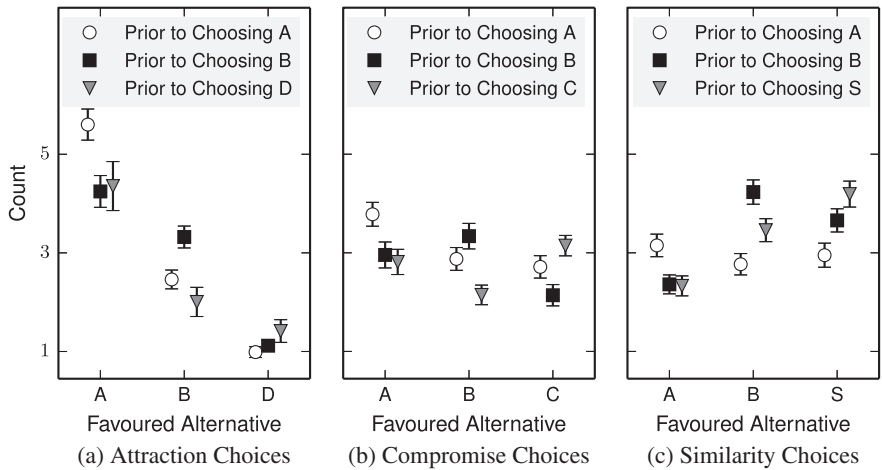 Prior to Choosing A
Prior to Choosing B
Prior to Choosing D
Prior to Choosing A
Prior to Choosing B
Prior to Choosing C
Prior to Choosing A
Prior to Choosing B
Prior to Choosing S
Count
5
3
1
A B D
A B C
A B S
Favoured Alternative
Favoured Alternative
Favoured Alternative
(a) Attraction Choices
(b) Compromise Choices
(c) Similarity Choices